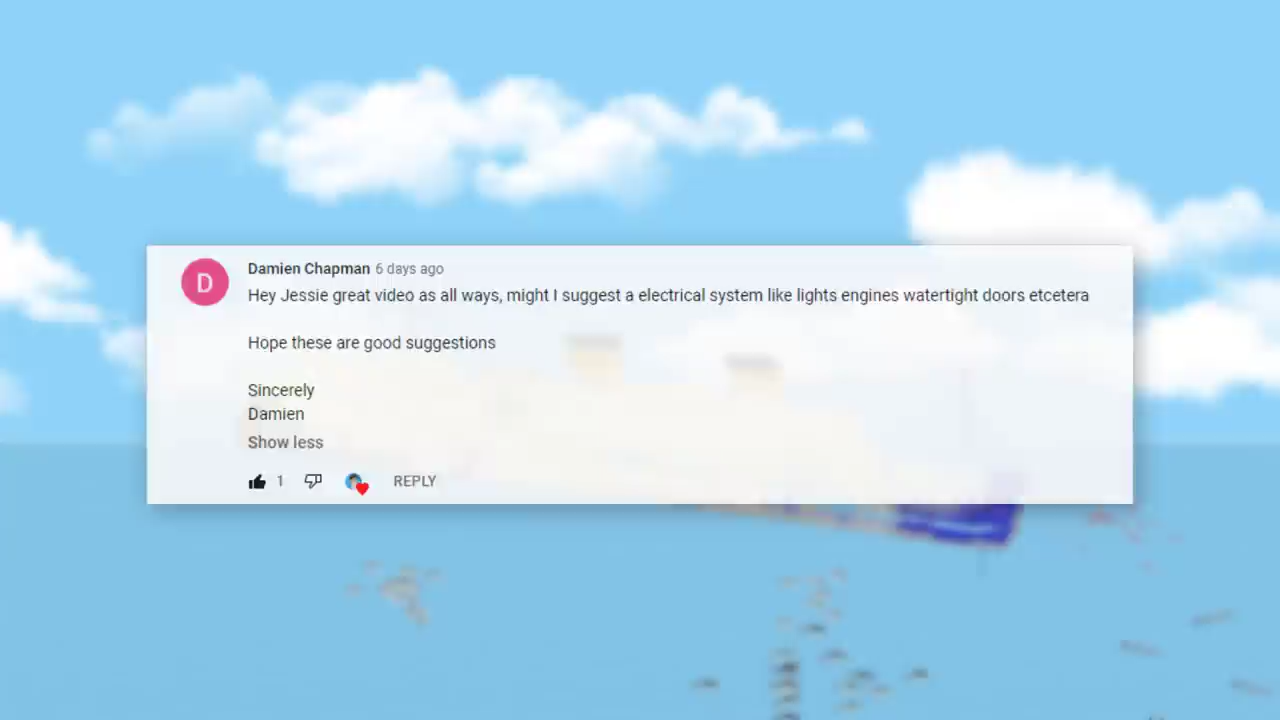 D
Damien Chapman 6 days ago
Hey Jessie great video as all ways, might I suggest a electrical system like lights engines watertight doors etcetera
Hope these are good suggestions
Sincerely
Damien
Show less
1 REPLY